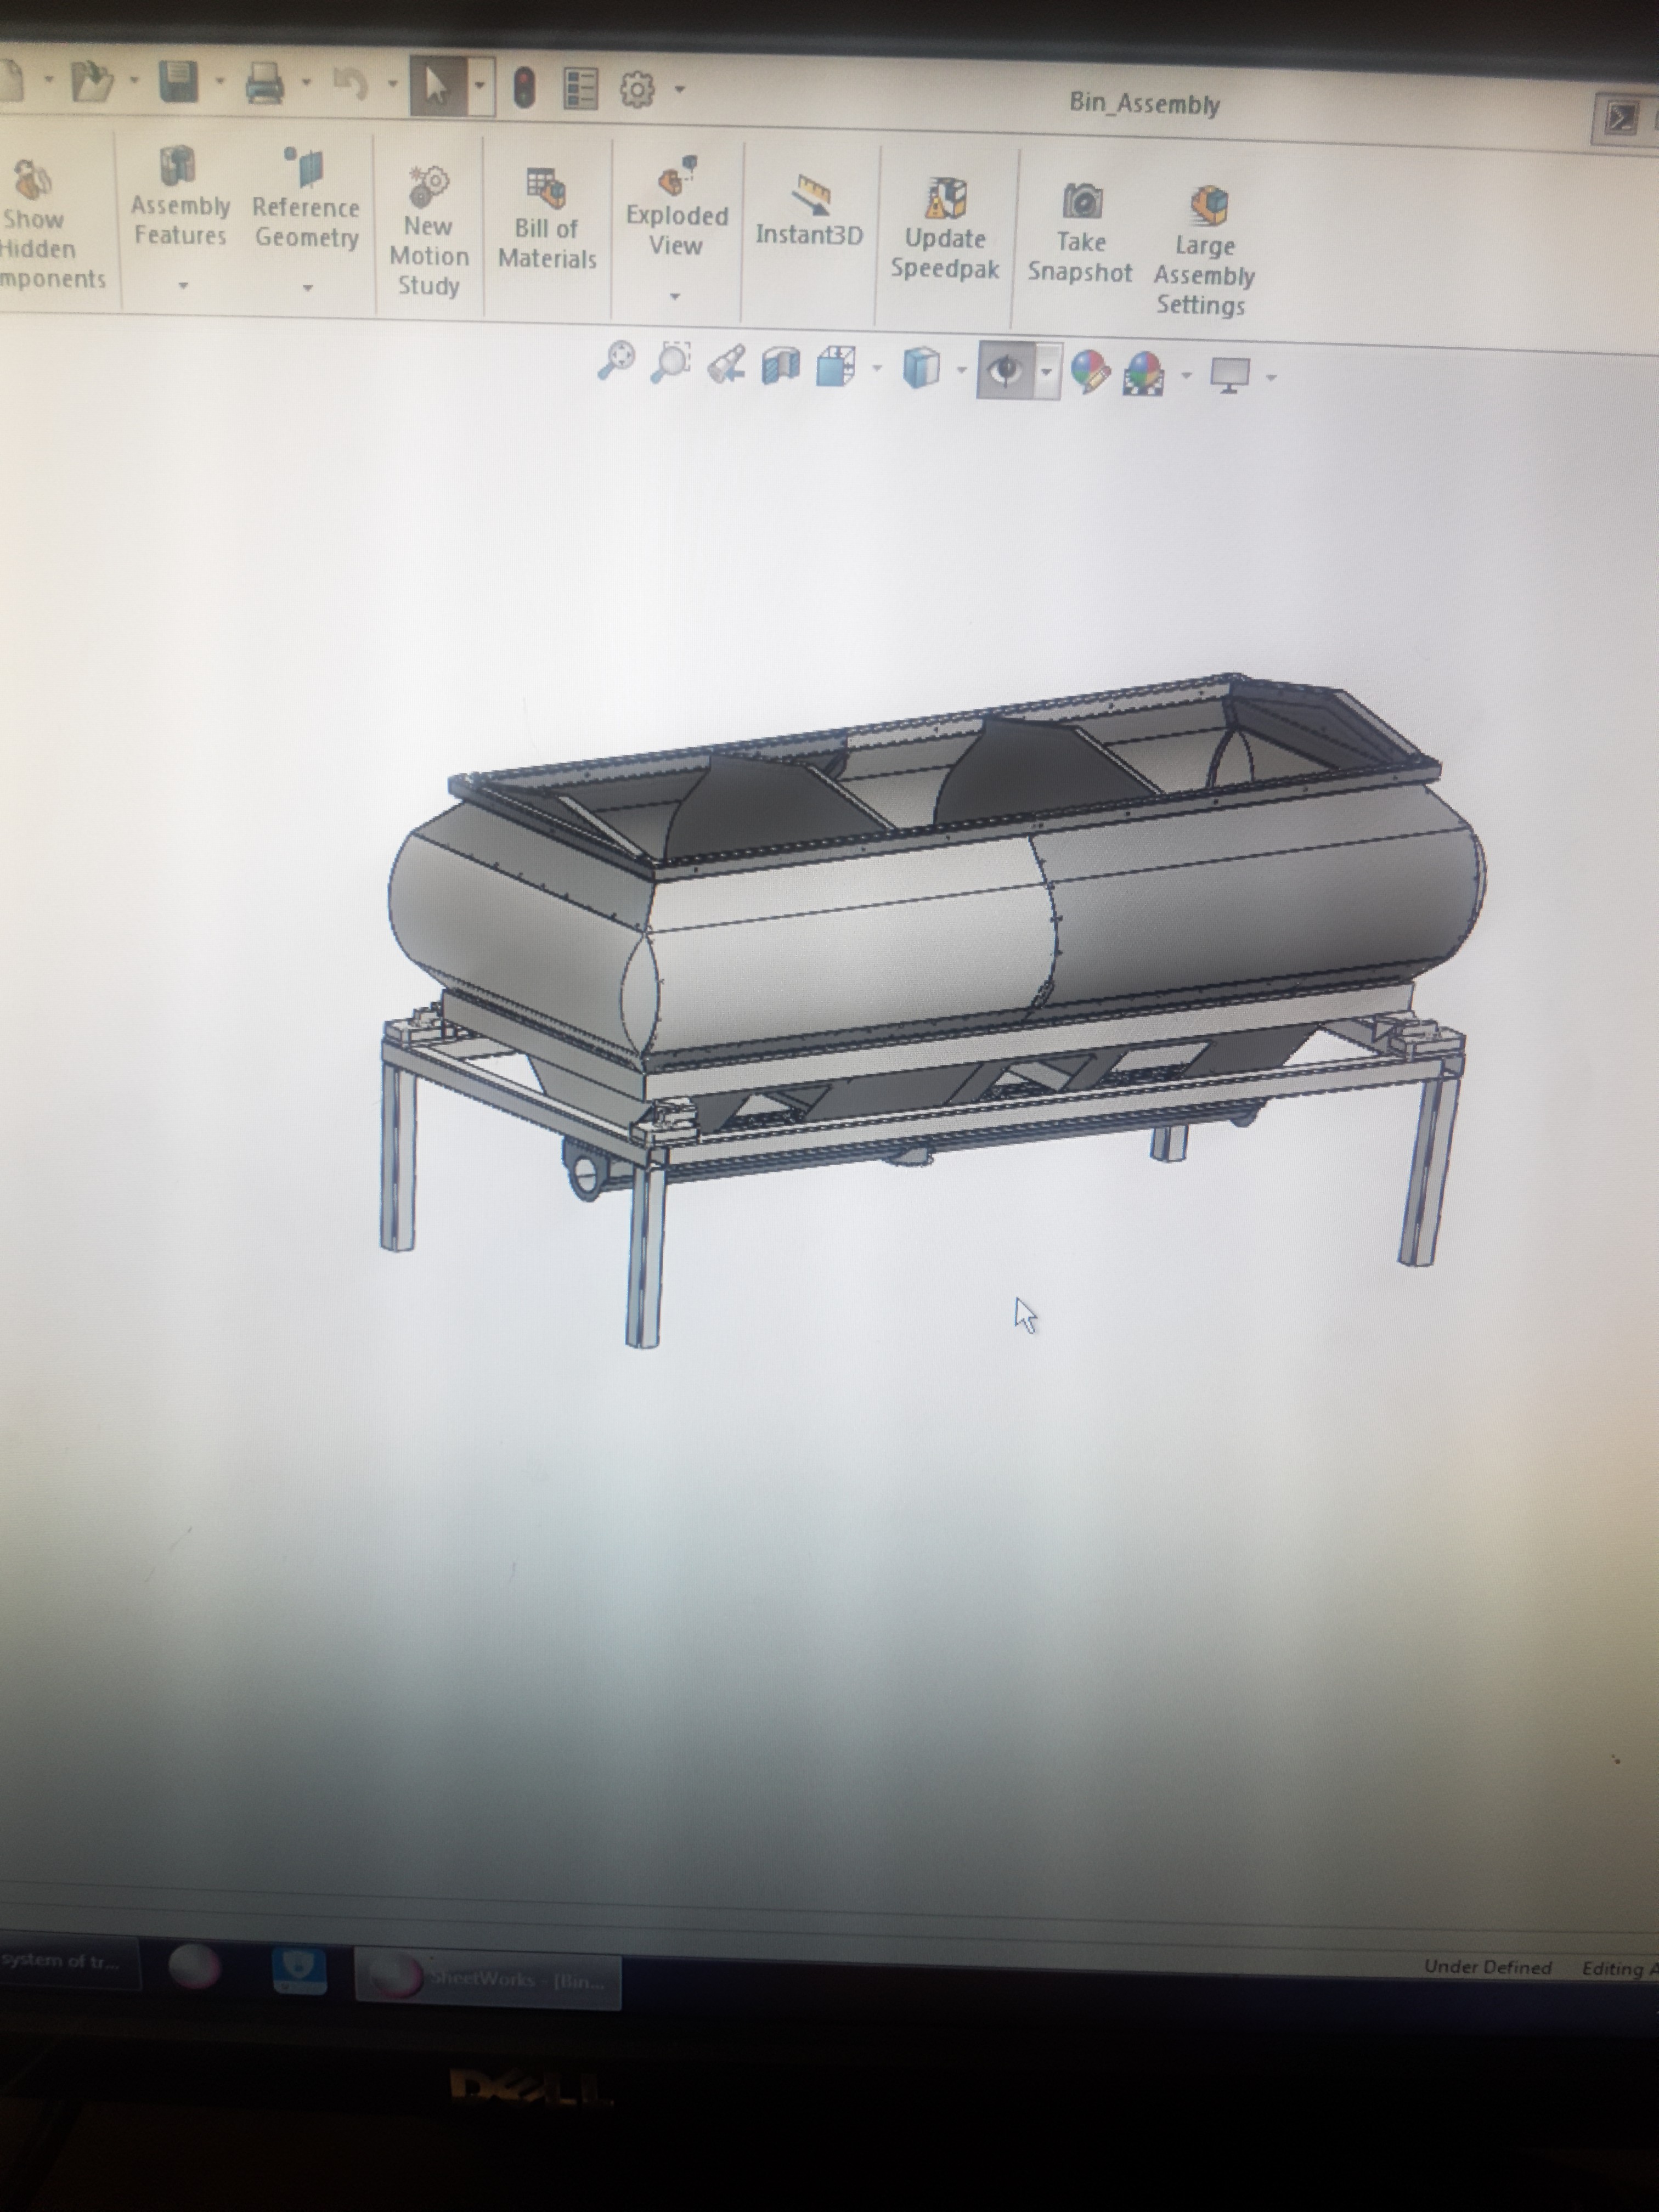 Bin_Assembly
Show
Hidden
mponents
Assembly
Features
Reference
Geometry
New
Motion
Study
Bill of
Materials
Exploded
View
Instant3D
Update
Speedpak
Take
Snapshot
Large
Assembly
Settings
Under Defined
Editing A
system of tr...
SheetWorks - [Bin...
DELL